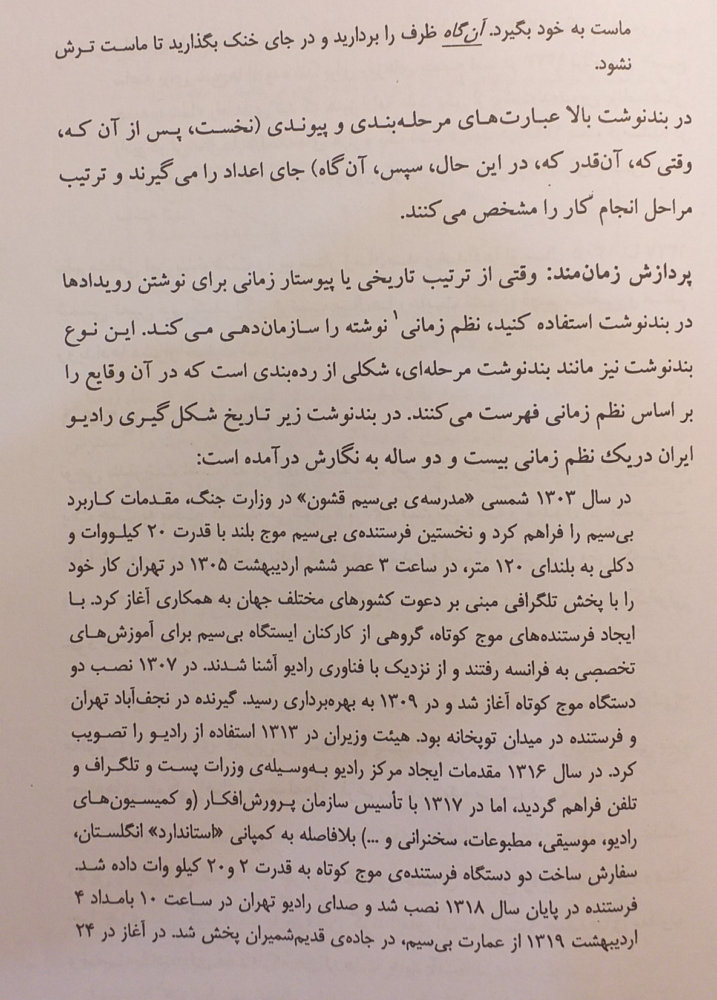 ماست به خود بگیرد. آن‌گاه ظرف را بردارید و در جای خنک بگذارید تا ماست ترش
نشود.
در بندنوشت بالا عبارت‌های مرحله‌بندی و پیوندی (نخست، پس از آن که،
وقتی‌که، آن‌قدر که، در این حال، سپس، آن‌گاه) جای اعداد را می‌گیرند و ترتیب
مراحل انجام کار را مشخص می‌کنند.
پردازش زمان‌مند: وقتی از ترتیب تاریخی یا پیوستار زمانی برای نوشتن رویدادها
در بندنوشت استفاده کنید، نظم زمانی۱ نوشته را سازمان‌دهی می‌کند. این نوع
بندنوشت نیز مانند بندنوشت مرحله‌ای، شکلی از رده‌بندی است که در آن وقایع را
بر اساس نظم زمانی فهرست می‌کنند. در بندنوشت زیر تاریخ شکل‌گیری رادیو
ایران دریک نظم زمانی بیست و دو ساله به نگارش درآمده است:
در سال ۱۳۰۳ شمسی «مدرسه‌ی بی‌سیم قشون» در وزارت جنگ، مقدمات کاربرد
بی‌سیم را فراهم کرد و نخستین فرستنده‌ی بی‌سیم موج بلند با قدرت ۲۰ کیلووات و
دکلی به بلندای ۱۲۰ متر، در ساعت ۳ عصر ششم اردیبهشت ۱۳۰۵ در تهران کار خود
را با پخش تلگرافی مبنی بر دعوت کشورهای مختلف جهان به همکاری آغاز کرد. با
ایجاد فرستنده‌های موج کوتاه، گروهی از کارکنان ایستگاه بی‌سیم برای آموزش‌های
تخصصی به فرانسه رفتند و از نزدیک با فناوری رادیو آشنا شدند. در ۱۳۰۷ نصب دو
دستگاه موج کوتاه آغاز شد و در ۱۳۰۹ به بهره‌برداری رسید. گیرنده در نجف‌آباد تهران
و فرستنده در میدان توپخانه بود. هیئت وزیران در ۱۳۱۳ استفاده از رادیو را تصویب
کرد. در سال ۱۳۱۶ مقدمات ایجاد مرکز رادیو به‌وسیله‌ی وزرات پست و تلگراف و
تلفن فراهم گردید، اما در ۱۳۱۷ با تأسیس سازمان پرورش‌افکار (و کمیسیون‌های
رادیو، موسیقی، مطبوعات، سخنرانی و ...) بلافاصله به کمپانی «استاندارد» انگلستان،
سفارش ساخت دو دستگاه فرستنده‌ی موج کوتاه به قدرت ۲ و۲۰ کیلو وات داده شد.
فرستنده در پایان سال ۱۳۱۸ نصب شد و صدای رادیو تهران در ساعت ۱۰ بامداد ۴
اردیبهشت ۱۳۱۹ از عمارت بی‌سیم، در جاده‌ی قدیم‌شمیران پخش شد. در آغاز در ۲۴